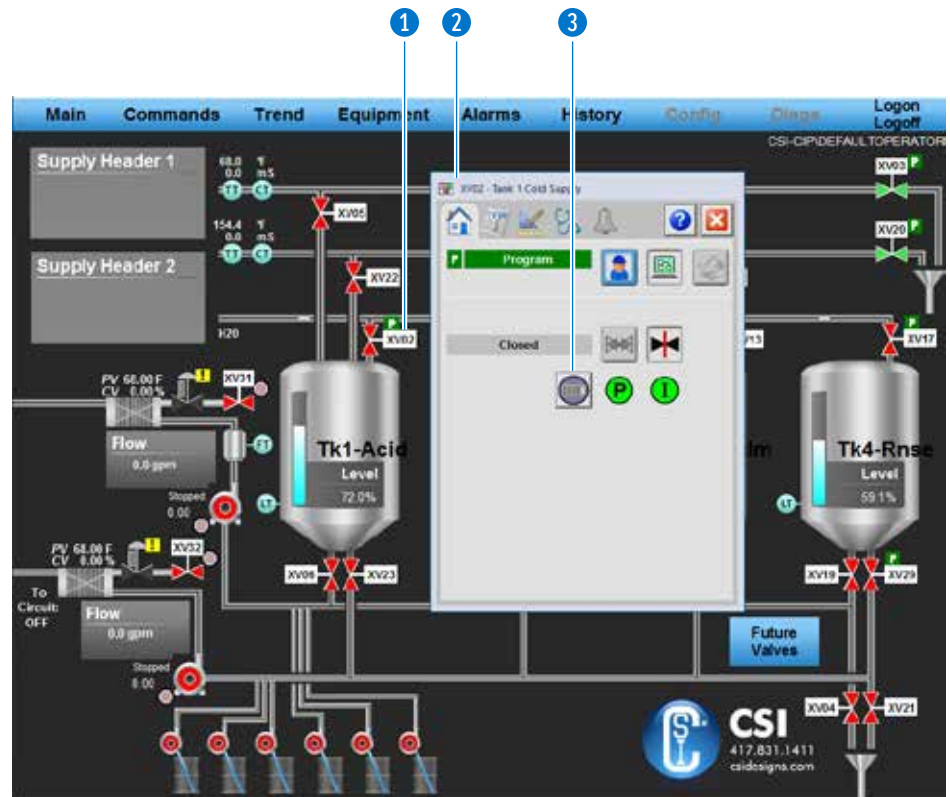 1 2 3
Main Commands Trend Equipment Alarms History Config Diags Logon
Logoff
CSI-CIP\DEFAULTOPERATOR
Supply Header 1
68.0 °F
0.0 mS
TT CT
XV05
154.4 °F
0.0 mS
TT CT
Supply Header 2
XV22
H20
P
XV02
XV02 - Tank 1 Cold Supply
?
P Program
Closed
P I
P
XV03
P
XV20
V13
P
XV17
PV 68.00 F
CV 0.00 %
!
XV31
Flow
0.0 gpm
FT
Stopped
0.00
LT
Tk1-Acid
Level
72.0%
lm
Tk4-Rnse
Level
59.1%
LT
PV 68.00 F
CV 0.00 %
!
XV32
To
Circuit:
OFF
Flow
0.0 gpm
Stopped
0.00
XV06 XV23
XV19 P XV29
Future
Valves
XV04 XV21
CSI
417.831.1411
csidesigns.com